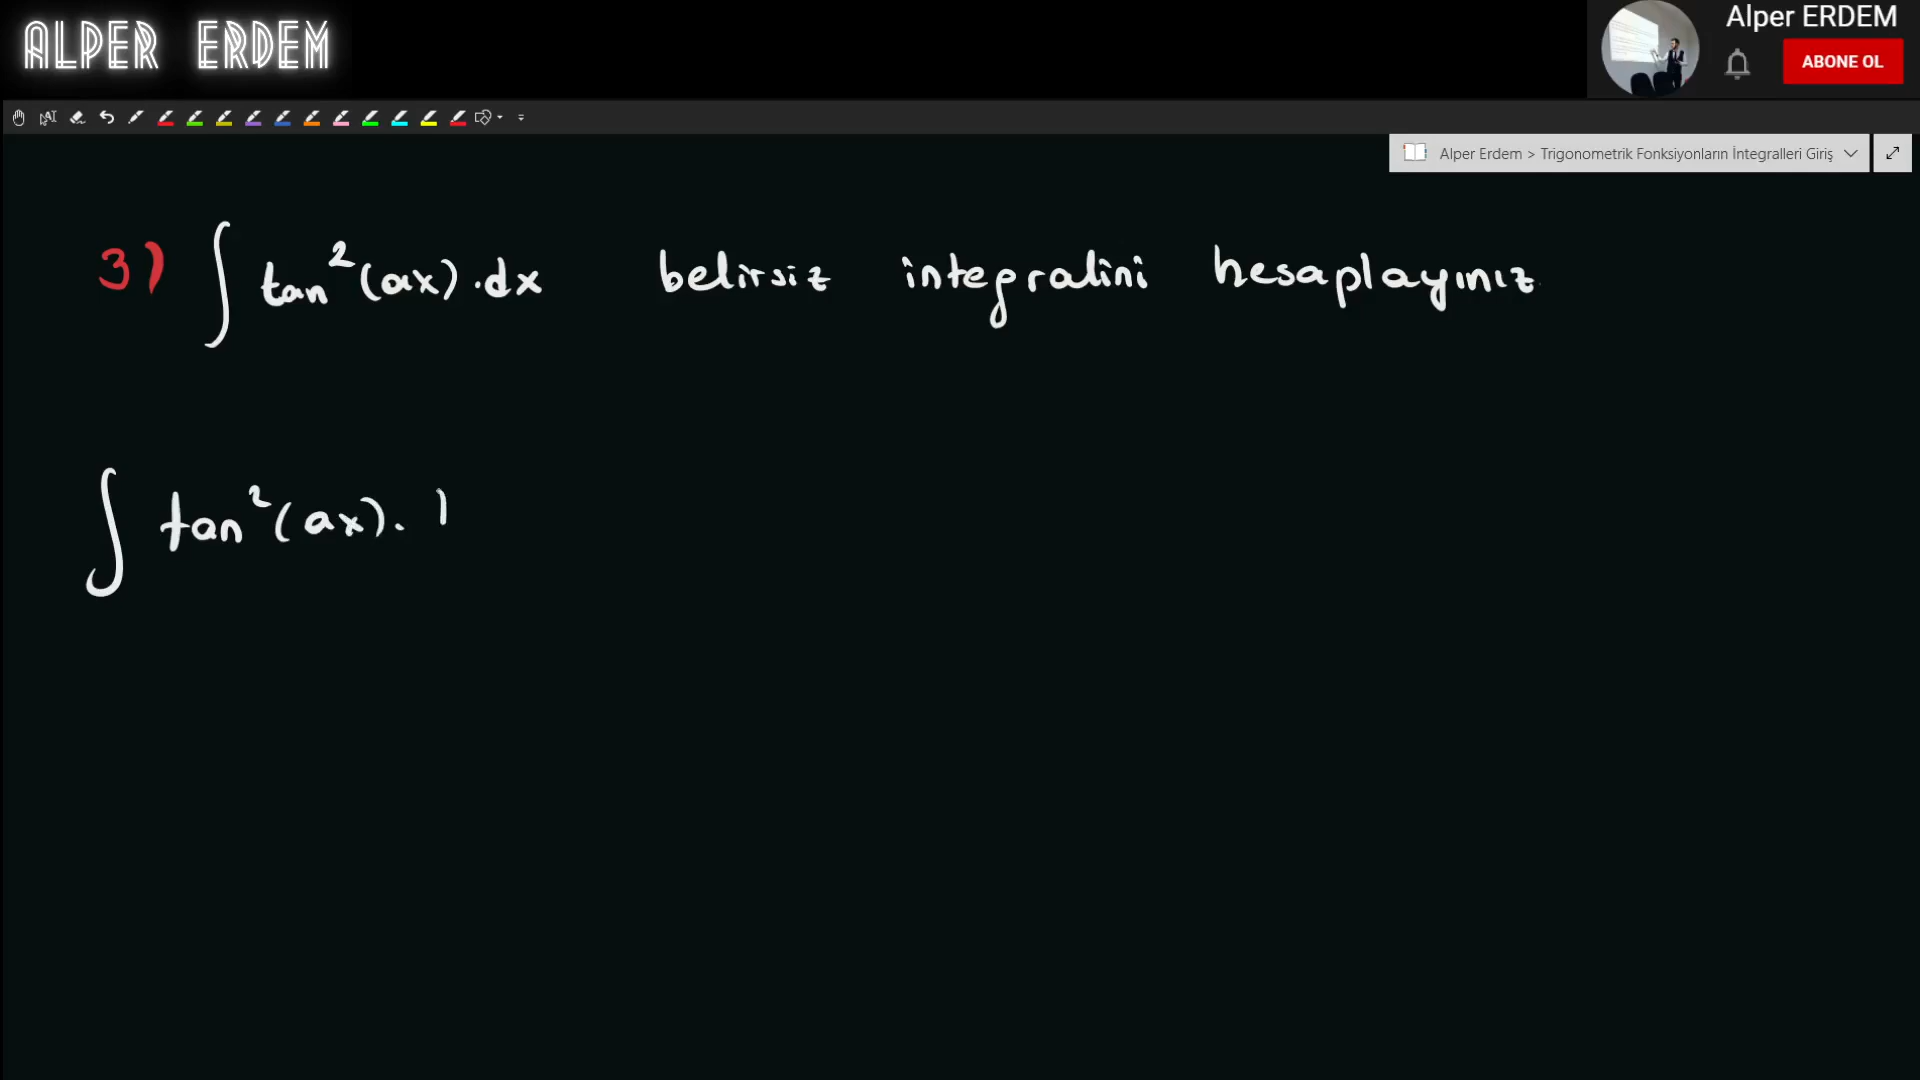 ALPER ERDEM
Alper ERDEM
ABONE OL
Alper Erdem > Trigonometrik Fonksiyonların İntegralleri Giriş
3) ∫ tan²(ax).dx belirsiz integralini hesaplayınız.
∫ tan²(ax). 1